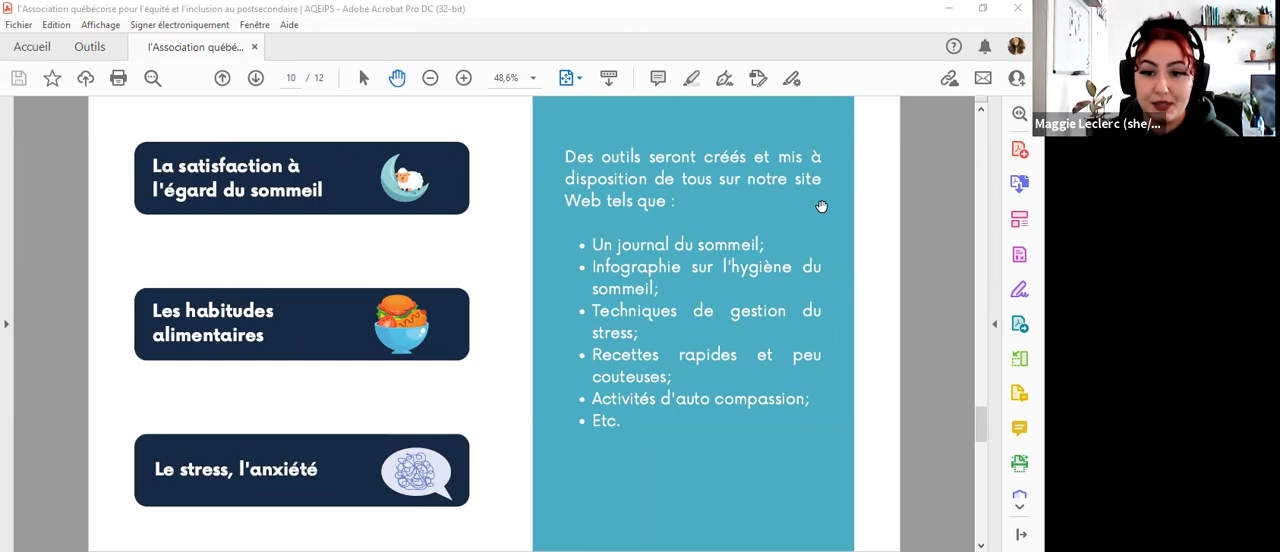 l'Association québécoise pour l'équité et l'inclusion au postsecondaire | AQEIPS - Adobe Acrobat Pro DC (32-bit)
Fichier Edition Affichage Signer électroniquement Fenêtre Aide
Accueil Outils l'Association québé... ×
10 / 12 48,6%
Maggie Leclerc (she/...
La satisfaction à
l'égard du sommeil
Les habitudes
alimentaires
Le stress, l'anxiété
Des outils seront créés et mis à
disposition de tous sur notre site
Web tels que :
• Un journal du sommeil;
• Infographie sur l'hygiène du
sommeil;
• Techniques de gestion du
stress;
• Recettes rapides et peu
couteuses;
• Activités d'auto compassion;
• Etc.